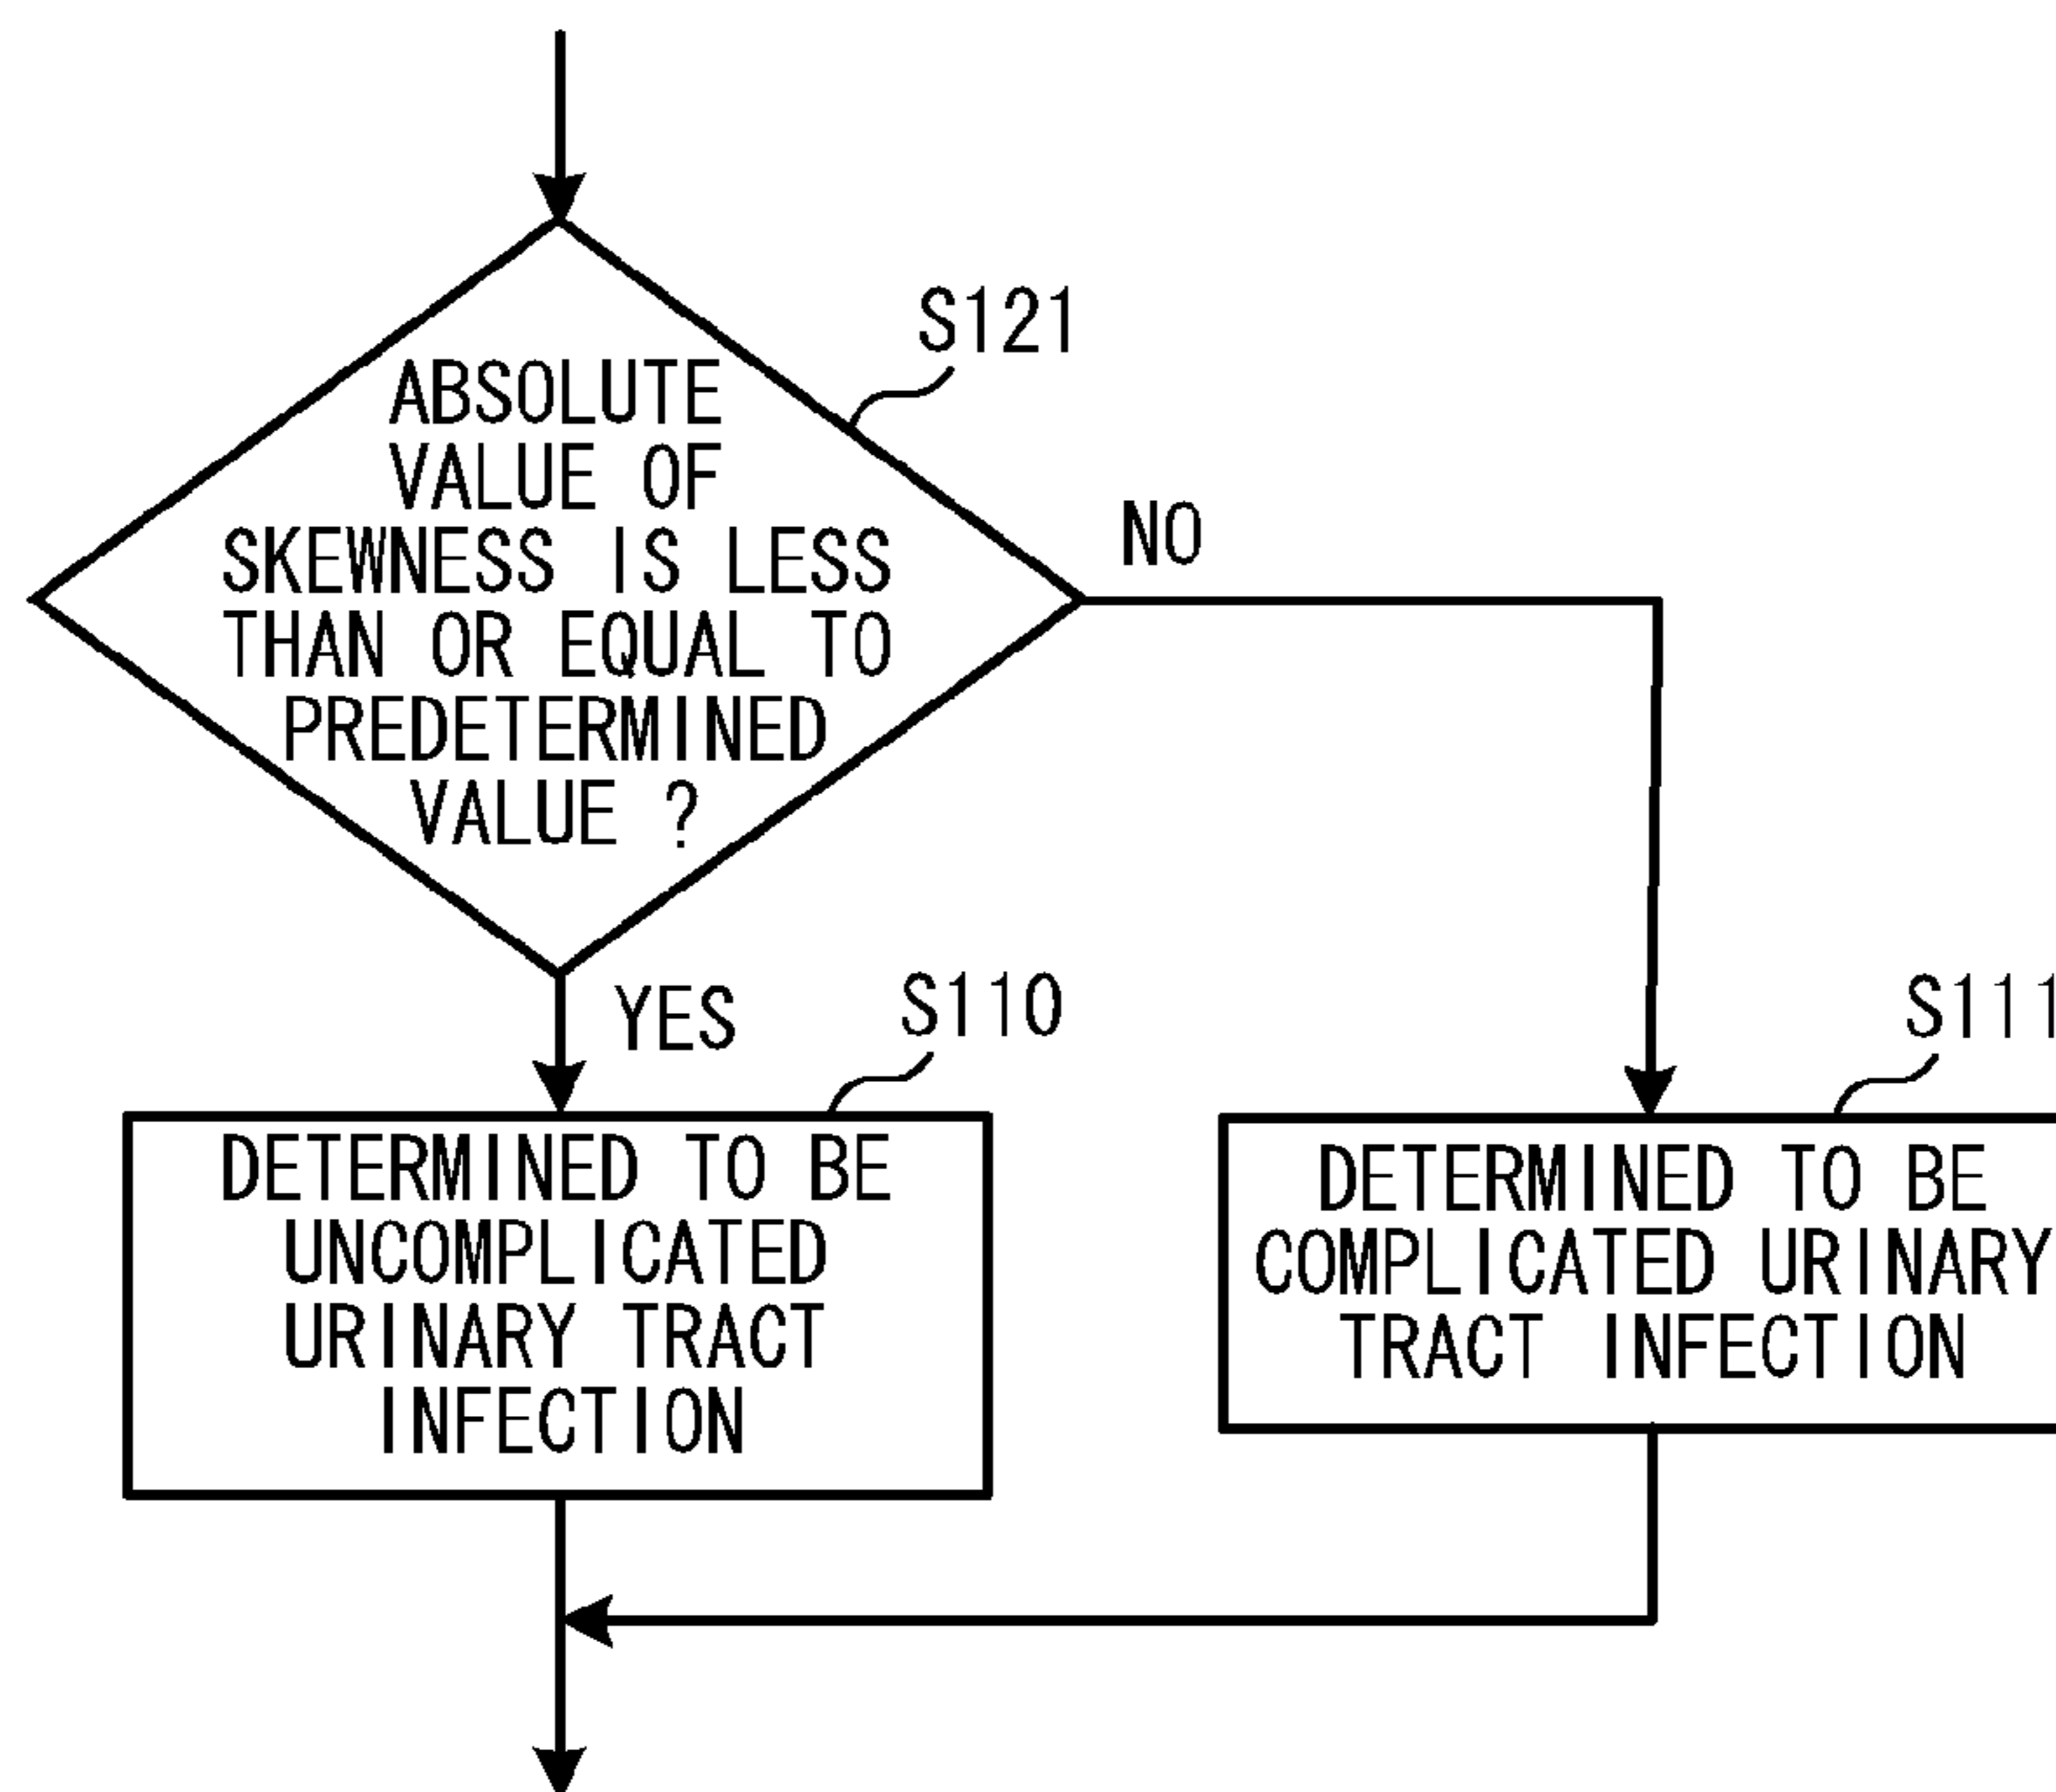 S121
ABSOLUTE
VALUE OF
SKEWNESS IS LESS
THAN OR EQUAL TO
PREDETERMINED
VALUE ?
NO
YES
S110
S111
DETERMINED TO BE
UNCOMPLICATED
URINARY TRACT
INFECTION
DETERMINED TO BE
COMPLICATED URINARY
TRACT INFECTION